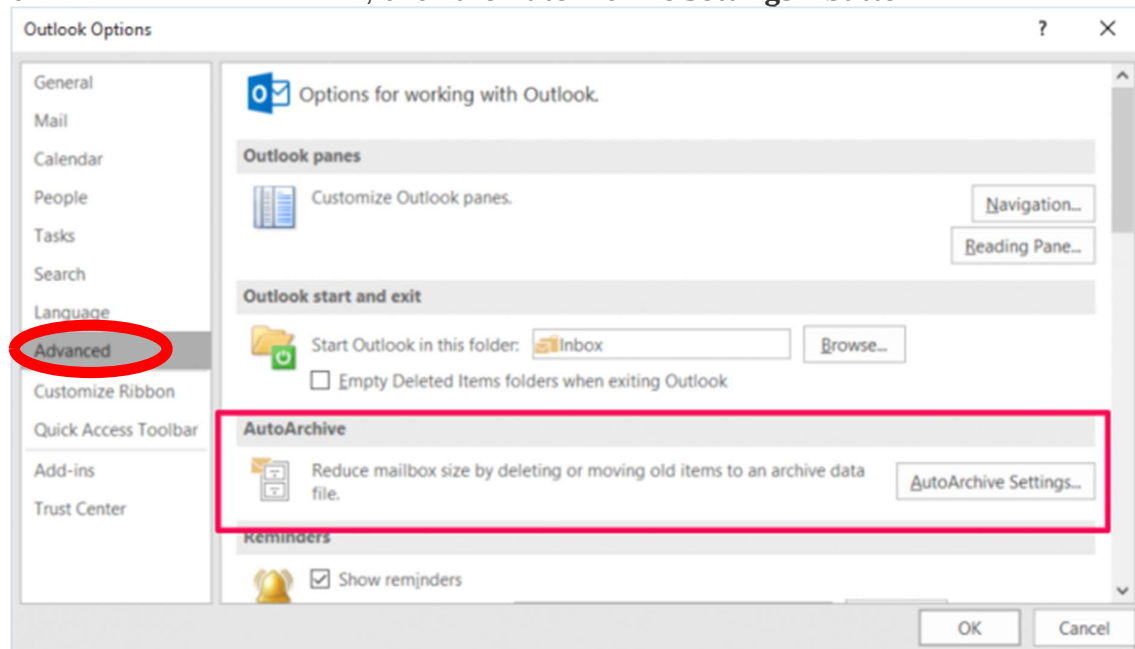 Outlook Options
?
General
Mail
Calendar
People
Tasks
Search
Language
Advanced
Customize Ribbon
Quick Access Toolbar
Add-ins
Trust Center
Options for working with Outlook.
Outlook panes
Customize Outlook panes.
Navigation...
Reading Pane...
Outlook start and exit
Start Outlook in this folder:
Inbox
Browse...
Empty Deleted Items folders when exiting Outlook
AutoArchive
Reduce mailbox size by deleting or moving old items to an archive data
file.
AutoArchive Settings...
Reminders
Show reminders
OK
Cancel